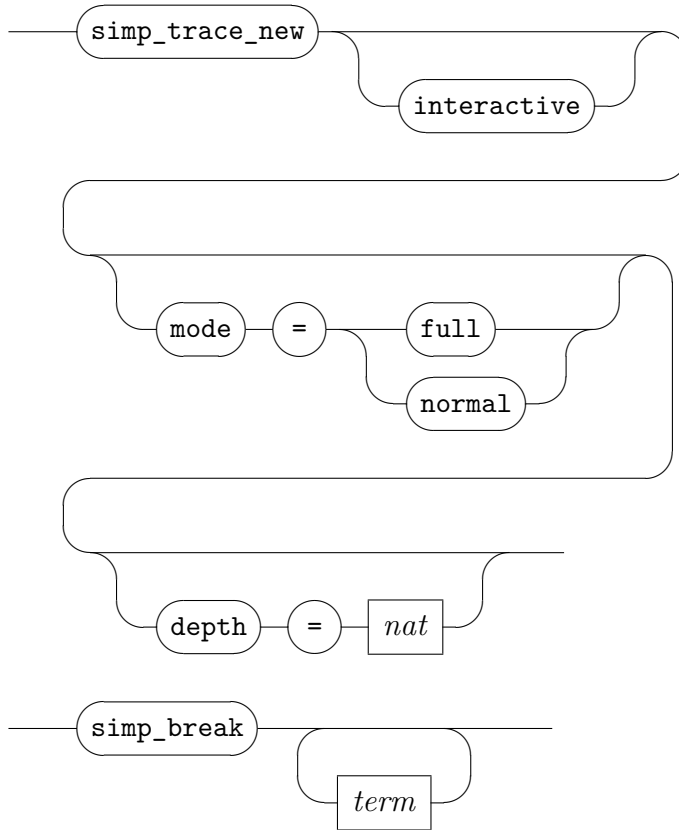 simp_trace_new
interactive
mode = full
normal
depth = nat
simp_break
term